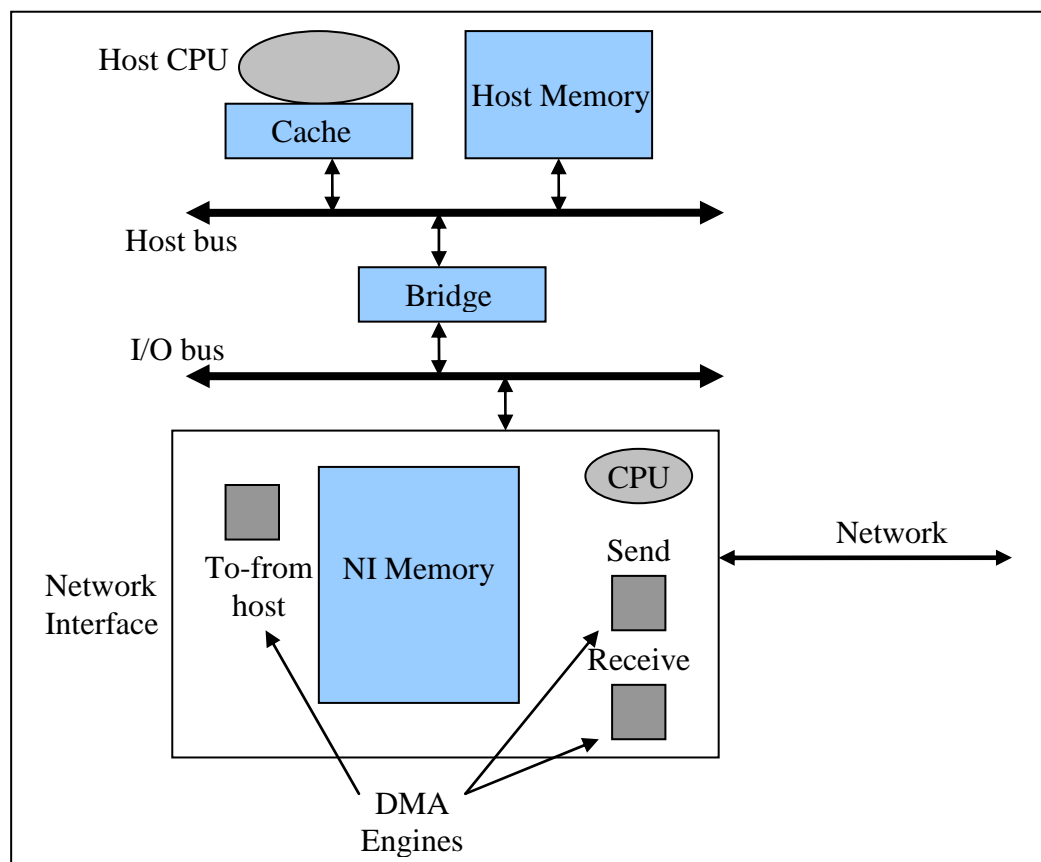 Host CPU
Cache
Host Memory
Host bus
Bridge
I/O bus
CPU
Network
Send
To-from
host
NI Memory
Network
Interface
Receive
DMA
Engines